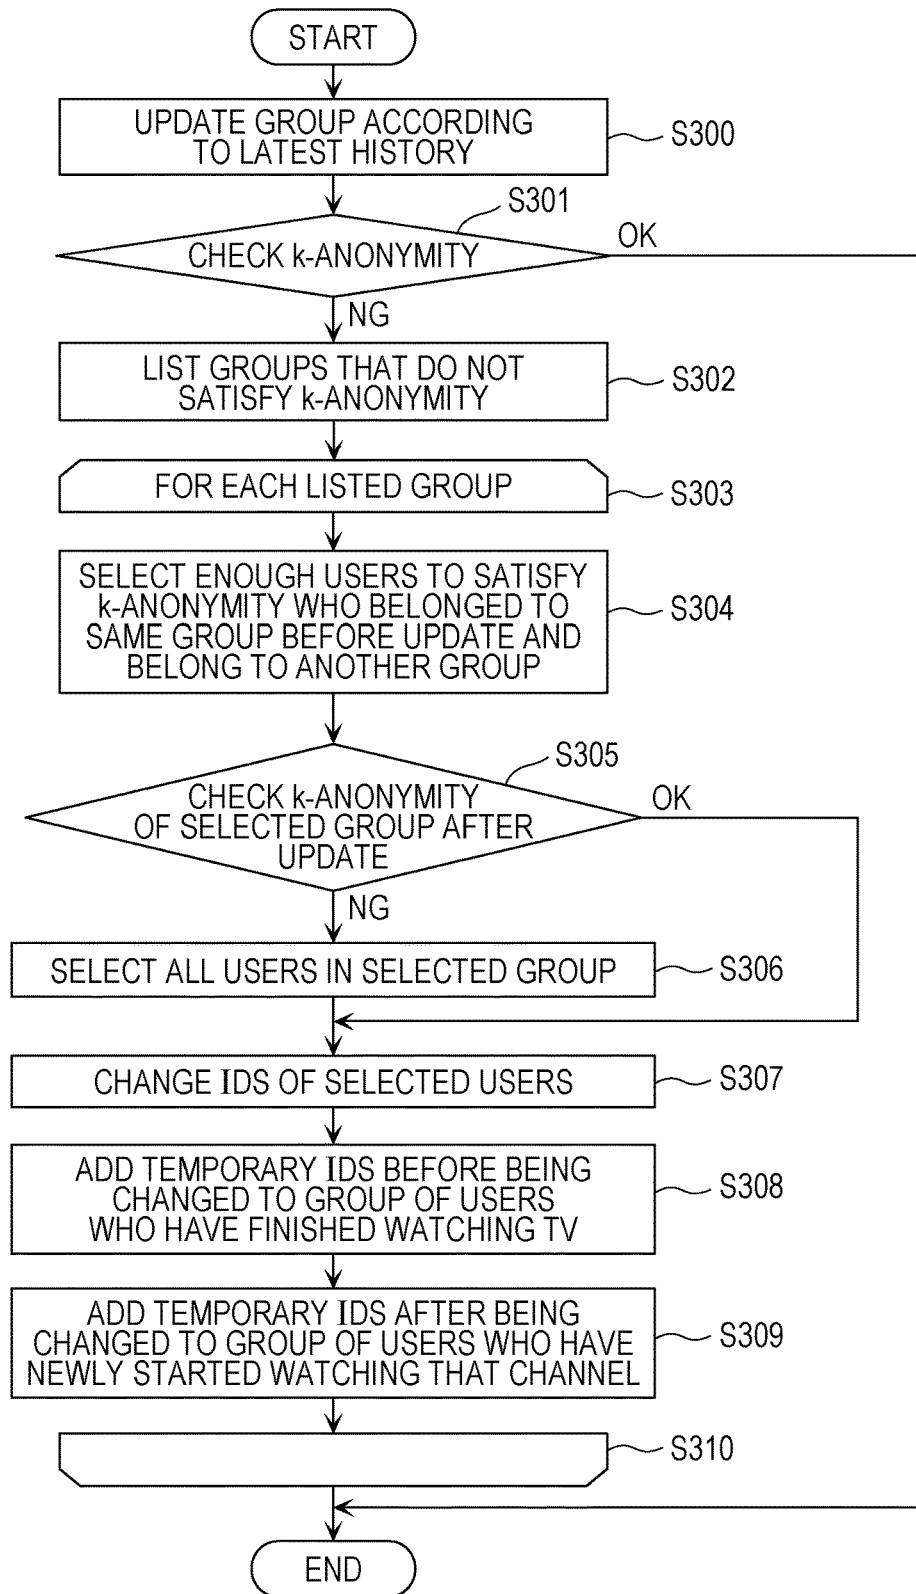 START
UPDATE GROUP ACCORDING
TO LATEST HISTORY
S300
S301
CHECK k-ANONYMITY
OK
NG
LIST GROUPS THAT DO NOT
SATISFY k-ANONYMITY
S302
FOR EACH LISTED GROUP
S303
SELECT ENOUGH USERS TO SATISFY
k-ANONYMITY WHO BELONGED TO
SAME GROUP BEFORE UPDATE AND
BELONG TO ANOTHER GROUP
S304
S305
CHECK k-ANONYMITY
OF SELECTED GROUP AFTER
UPDATE
OK
NG
SELECT ALL USERS IN SELECTED GROUP
S306
CHANGE IDS OF SELECTED USERS
S307
ADD TEMPORARY IDS BEFORE BEING
CHANGED TO GROUP OF USERS
WHO HAVE FINISHED WATCHING TV
S308
ADD TEMPORARY IDS AFTER BEING
CHANGED TO GROUP OF USERS WHO HAVE
NEWLY STARTED WATCHING THAT CHANNEL
S309
S310
END